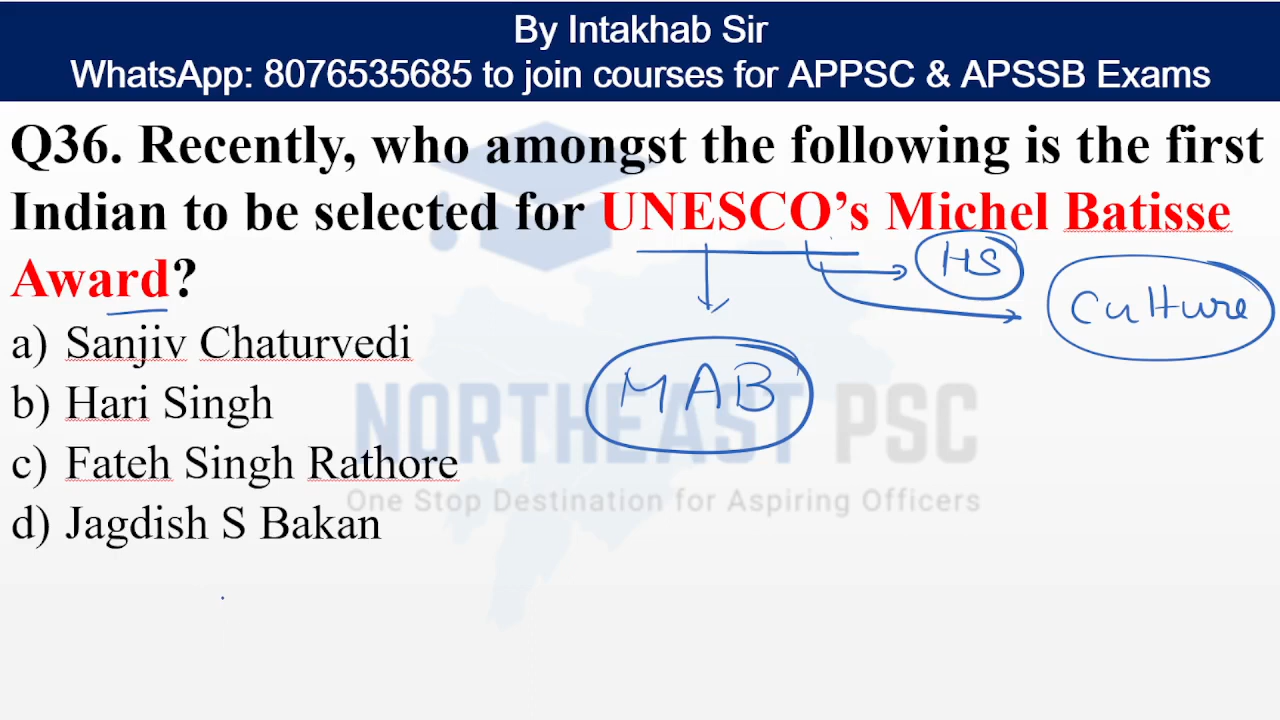 By Intakhab Sir
WhatsApp: 8076535685 to join courses for APPSC & APSSB Exams
Q36. Recently, who amongst the following is the first
Indian to be selected for UNESCO's Michel Batisse
Award?
HS
Culture
a) Sanjiv Chaturvedi
MAB
b) Hari Singh
c) Fateh Singh Rathore
d) Jagdish S Bakan
NORTHEAST PSC
One Stop Destination for Aspiring Officers